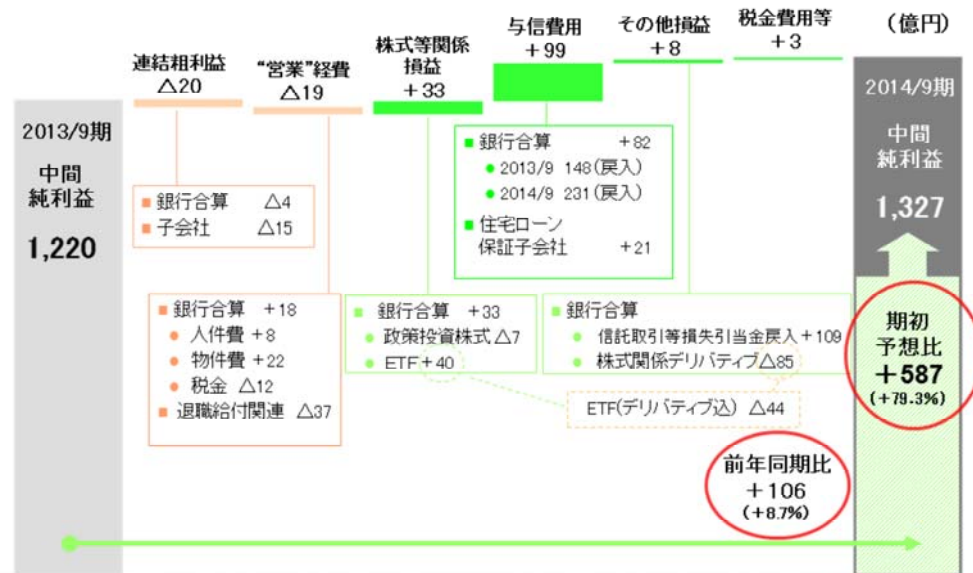 (億円)
2013/9期
中間
純利益
1,220
連結粗利益
△20
“営業”経費
△19
株式等関係
損益
+33
与信費用
+99
その他損益
+8
税金費用等
+3
2014/9期
中間
純利益
1,327
■ 銀行合算 △4
■ 子会社 △15
■ 銀行合算 +18
● 人件費 +8
● 物件費 +22
● 税金 △12
■ 退職給付関連 △37
■ 銀行合算 +33
● 政策投資株式 △7
● ETF +40
■ 銀行合算 +82
● 2013/9 148(戻入)
● 2014/9 231(戻入)
■ 住宅ローン
保証子会社 +21
■ 銀行合算
● 信託取引等損失引当金戻入 +109
● 株式関係デリバティブ △85
ETF(デリバティブ込) △44
期初
予想比
+587
(+79.3%)
前年同期比
+106
(+8.7%)